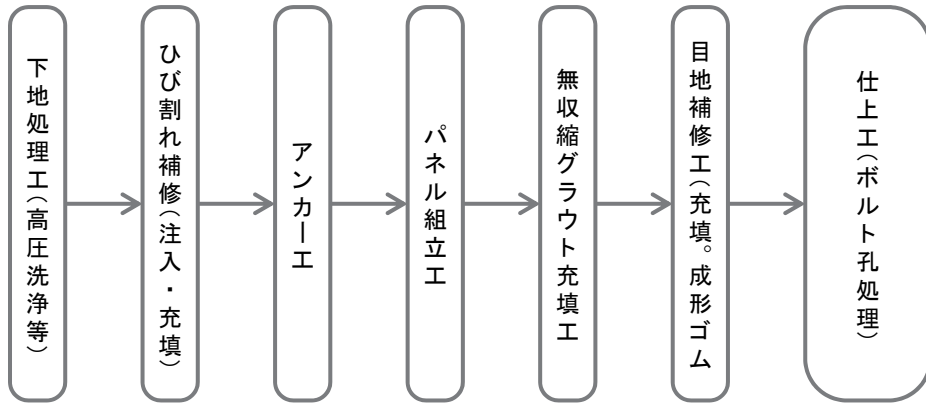 下地処理工(高圧洗浄等)
ひび割れ補修(注入・充填)
アンカー工
パネル組立工
無収縮グラウト充填工
目地補修工(充填。成形ゴム
仕上工(ボルト孔処理)